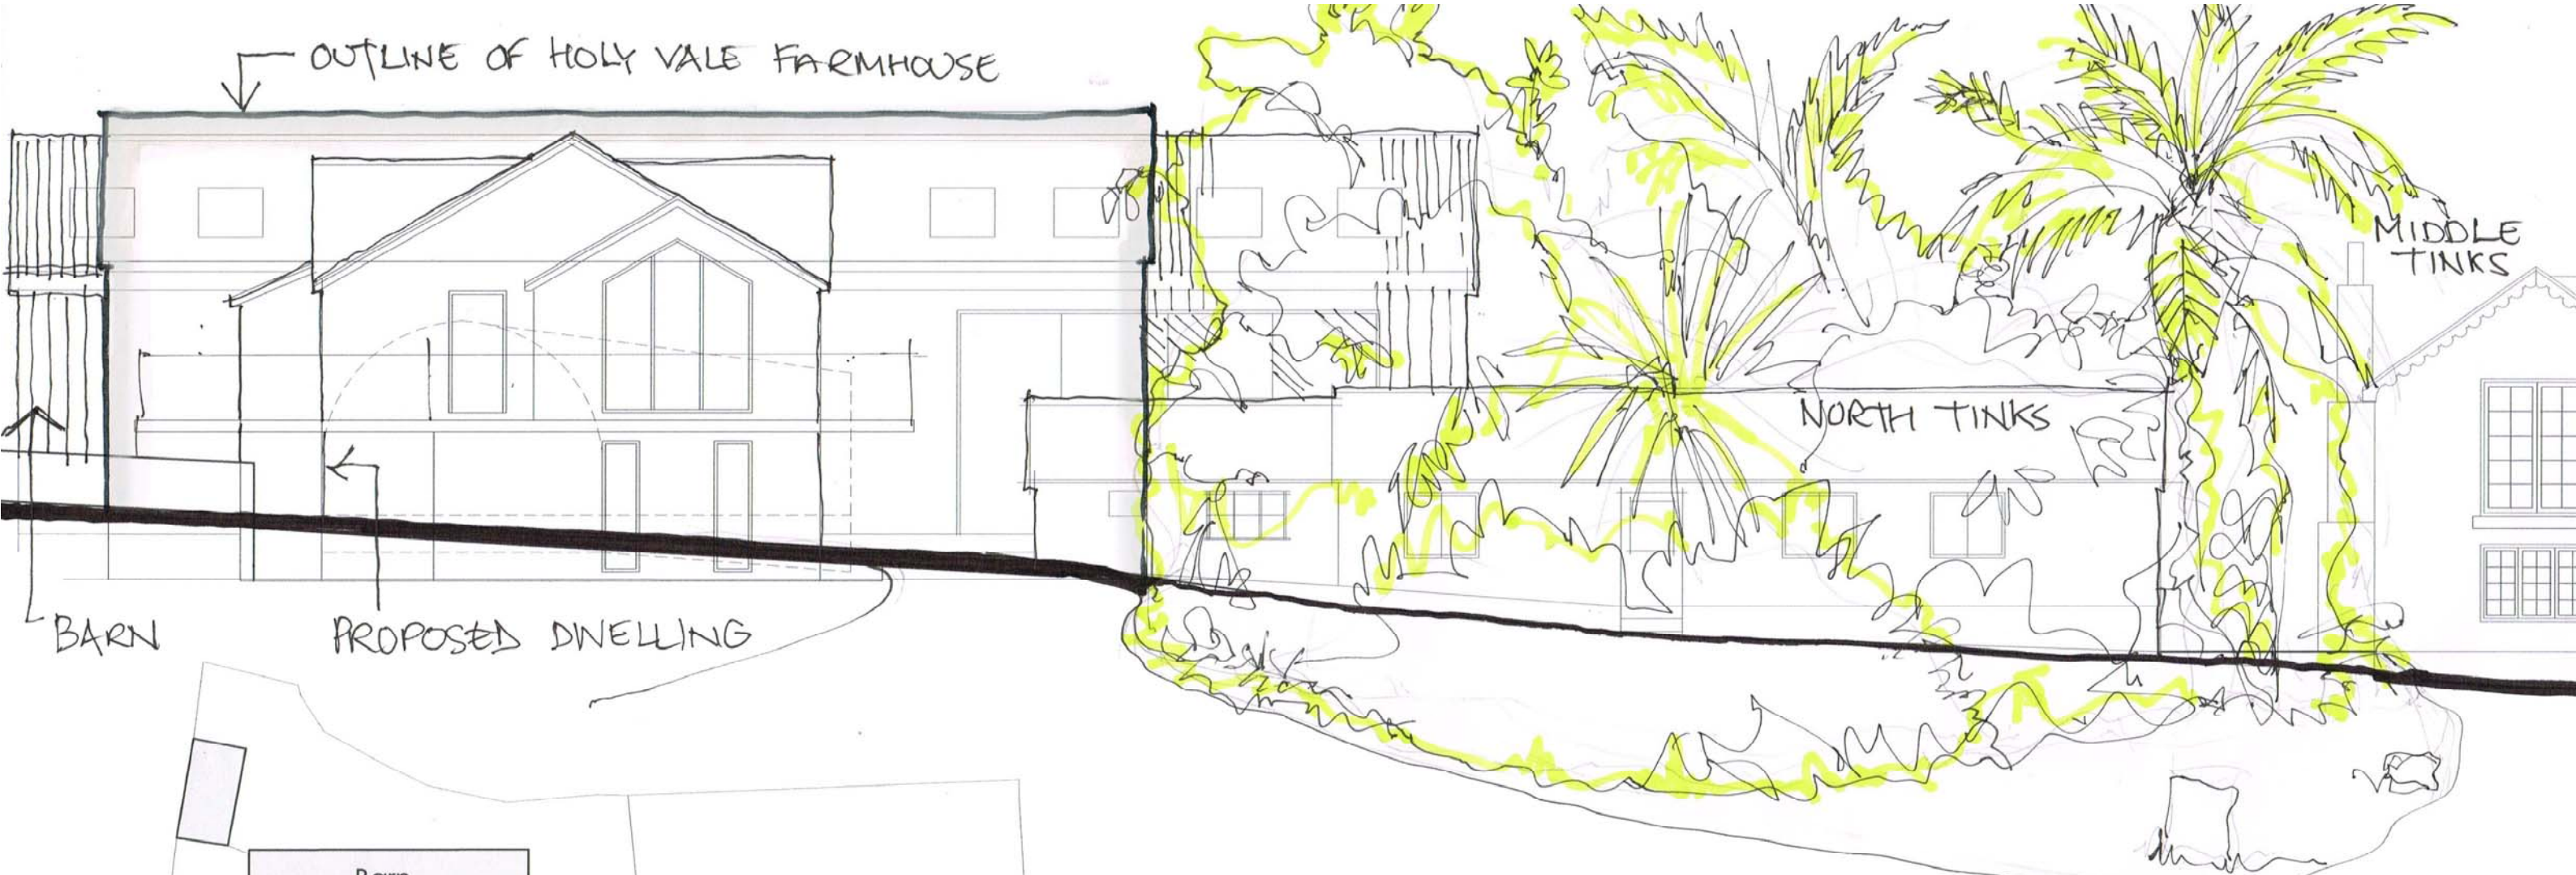 OUTLINE OF HOLY VALE FARMHOUSE
MIDDLE
TINKS
NORTH TINKS
BARN
PROPOSED DWELLING